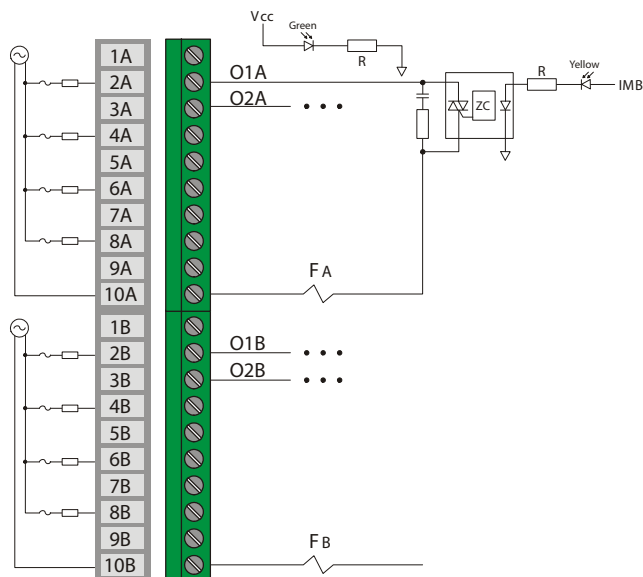 Vcc
Green
R
1A
2A
3A
4A
5A
6A
7A
8A
9A
10A
O1A
O2A
ZC
R
Yellow
IMB
FA
1B
2B
3B
4B
5B
6B
7B
8B
9B
10B
O1B
O2B
FB